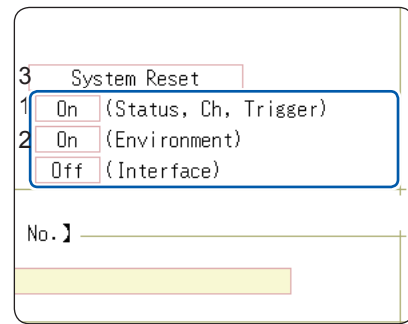 3 System Reset
1 On (Status, Ch, Trigger)
2 On (Environment)
Off (Interface)
No.】